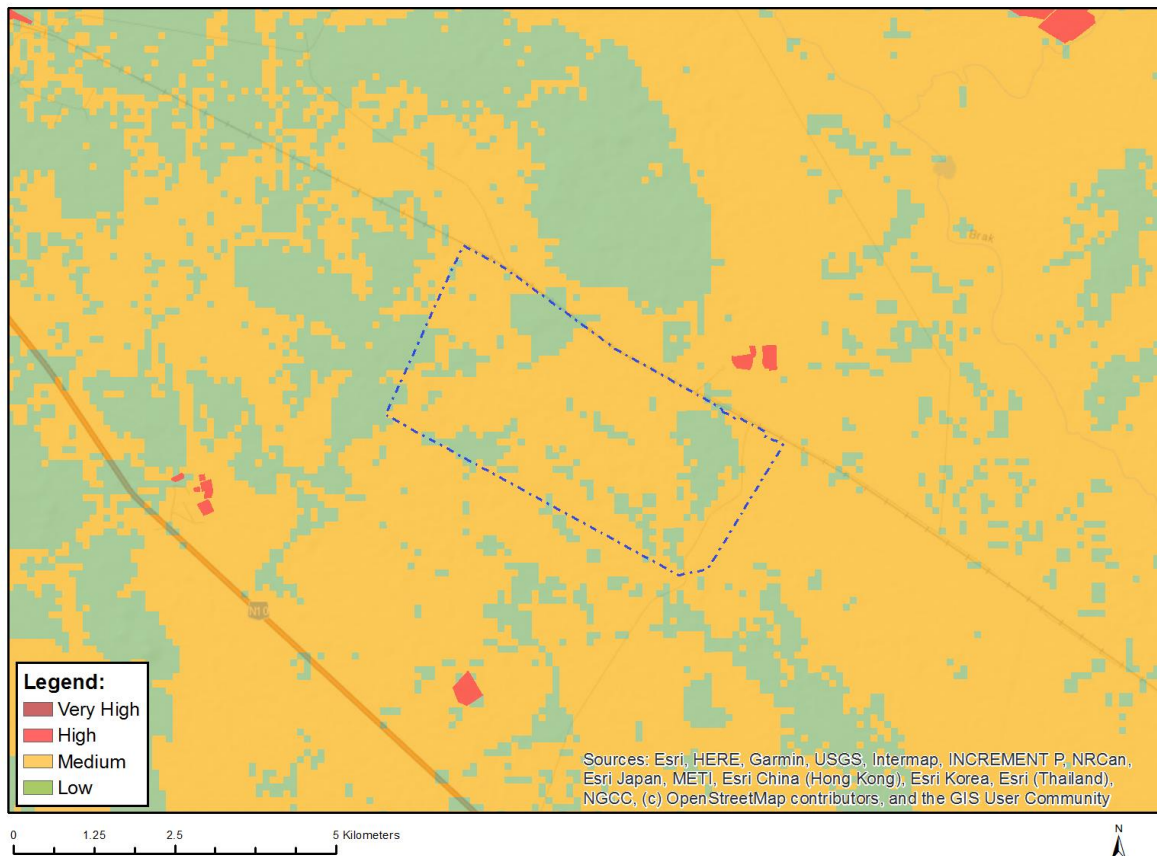 Brak
N10
Legend:
Very High
High
Medium
Low
Sources: Esri, HERE, Garmin, USGS, Intermap, INCREMENT P, NRCan,
Esri Japan, METI, Esri China (Hong Kong), Esri Korea, Esri (Thailand),
NGCC, (c) OpenStreetMap contributors, and the GIS User Community
0 1.25 2.5 5 Kilometers
N